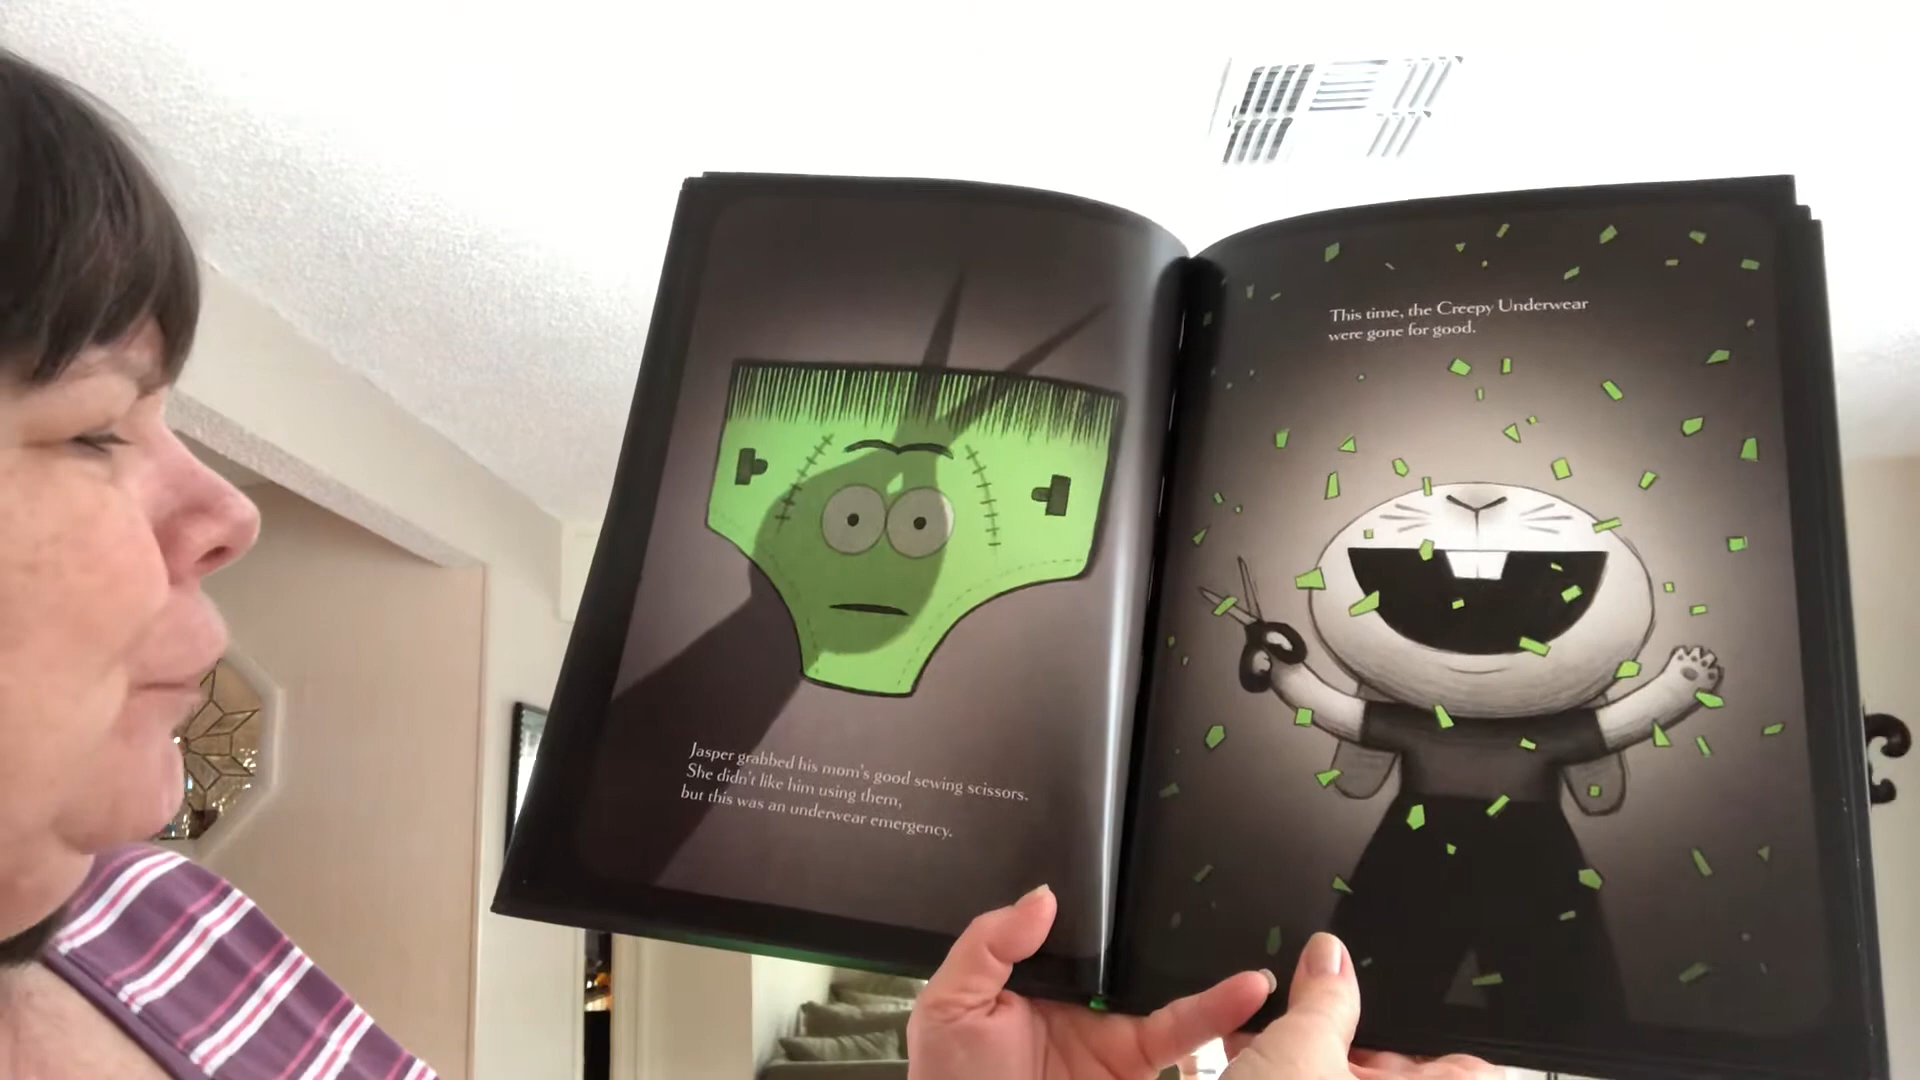 Jasper grabbed his mom's good sewing scissors.
She didn't like him using them,
but this was an underwear emergency.
This time, the Creepy Underwear
were gone for good.